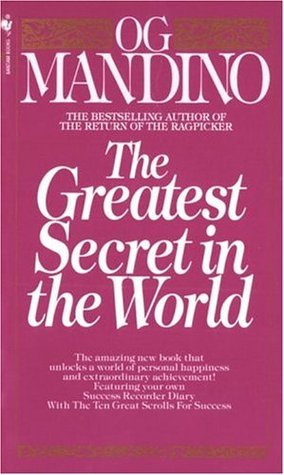 BANTAM BOOKS
OG
MANDINO
THE BESTSELLING AUTHOR OF
THE RETURN OF THE RAGPICKER
The
Greatest
Secret in
the World
The amazing new book that
unlocks a world of personal happiness
and extraordinary achievement!
Featuring your own
Success Recorder Diary
With The Ten Great Scrolls For Success